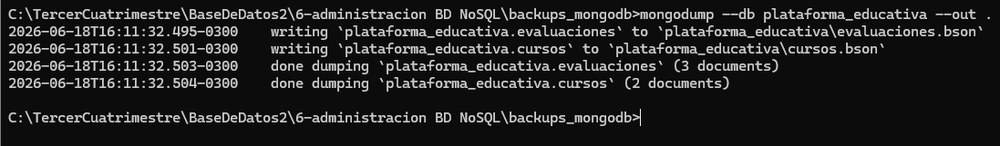 C:\TercerCuatrimestre\BaseDeDatos2\6-administracion BD NoSQL\backups_mongodb>mongodump --db plataforma_educativa --out .
2026-06-18T16:11:32.495-0300    writing `plataforma_educativa.evaluaciones` to `plataforma_educativa\evaluaciones.bson`
2026-06-18T16:11:32.501-0300    writing `plataforma_educativa.cursos` to `plataforma_educativa\cursos.bson`
2026-06-18T16:11:32.503-0300    done dumping `plataforma_educativa.evaluaciones` (3 documents)
2026-06-18T16:11:32.504-0300    done dumping `plataforma_educativa.cursos` (2 documents)
C:\TercerCuatrimestre\BaseDeDatos2\6-administracion BD NoSQL\backups_mongodb>